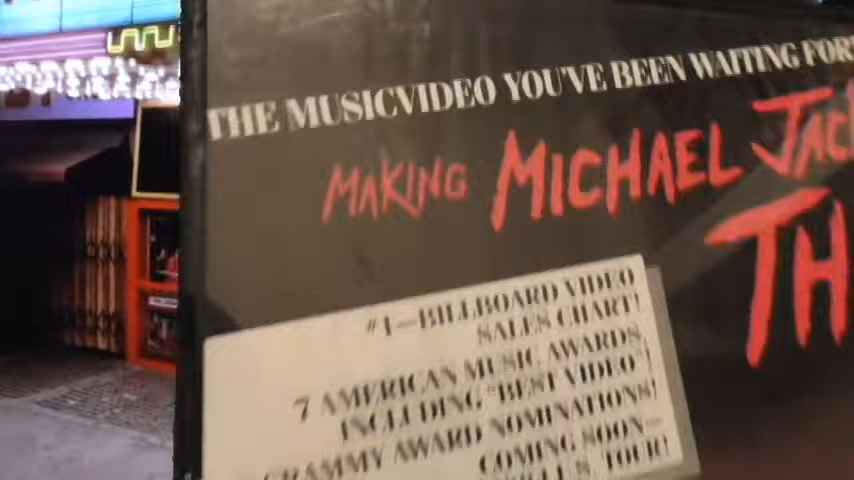 THE MUSICVIDEO YOU'VE BEEN WAITING FOR
MAKING MICHAEL JAC
TH
#1—BILLBOARD VIDEO
SALES CHART!
7 AMERICAN MUSIC AWARDS
INCLUDING "BEST VIDEO"!
GRAMMY AWARD NOMINATIONS!
COMING SOON—
TOUR!